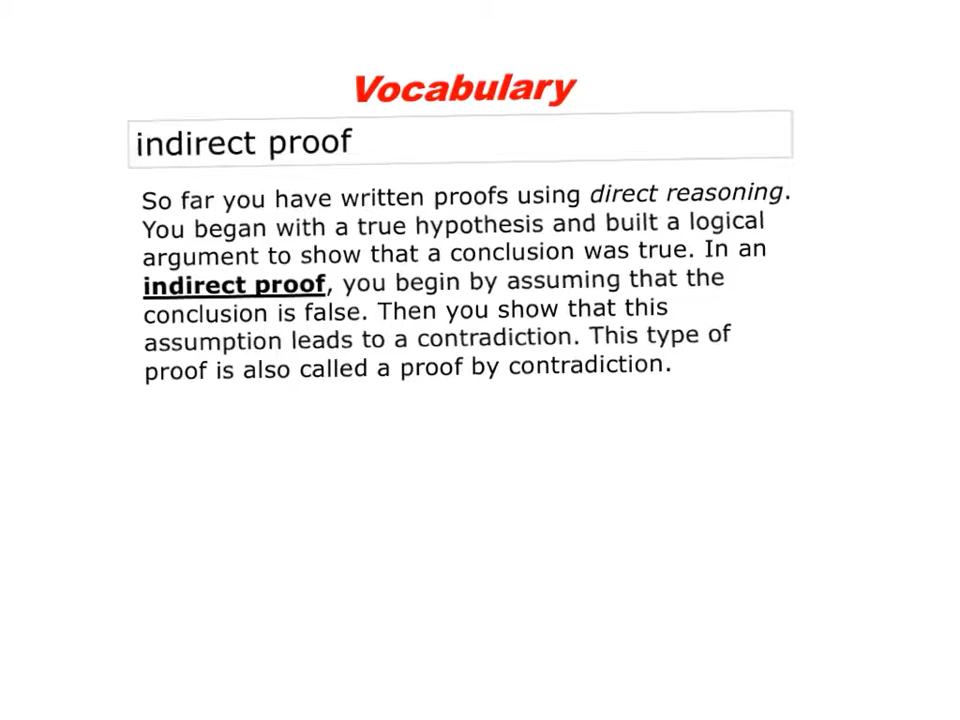 Vocabulary
indirect proof
So far you have written proofs using direct reasoning.
You began with a true hypothesis and built a logical
argument to show that a conclusion was true. In an
indirect proof, you begin by assuming that the
conclusion is false. Then you show that this
assumption leads to a contradiction. This type of
proof is also called a proof by contradiction.